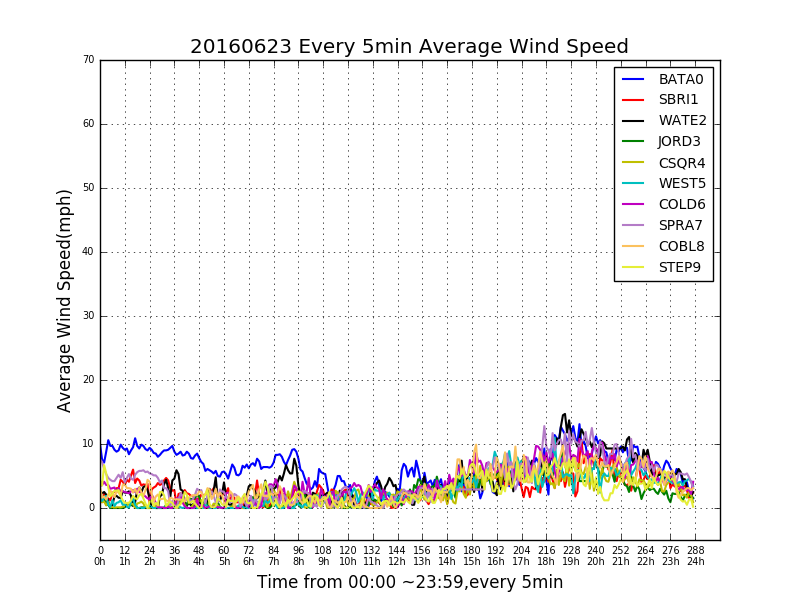 20160623 Every 5min Average Wind Speed
70
60
50
40
30
20
10
0
Average Wind Speed(mph)
BATA0
SBRI1
WATE2
JORD3
CSQR4
WEST5
COLD6
SPRA7
COBL8
STEP9
0 12 24 36 48 60 72 84 96 108 120 132 144 156 168 180 192 204 216 228 240 252 264 276 288
0h 1h 2h 3h 4h 5h 6h 7h 8h 9h 10h 11h 12h 13h 14h 15h 16h 17h 18h 19h 20h 21h 22h 23h 24h
Time from 00:00 ~23:59,every 5min